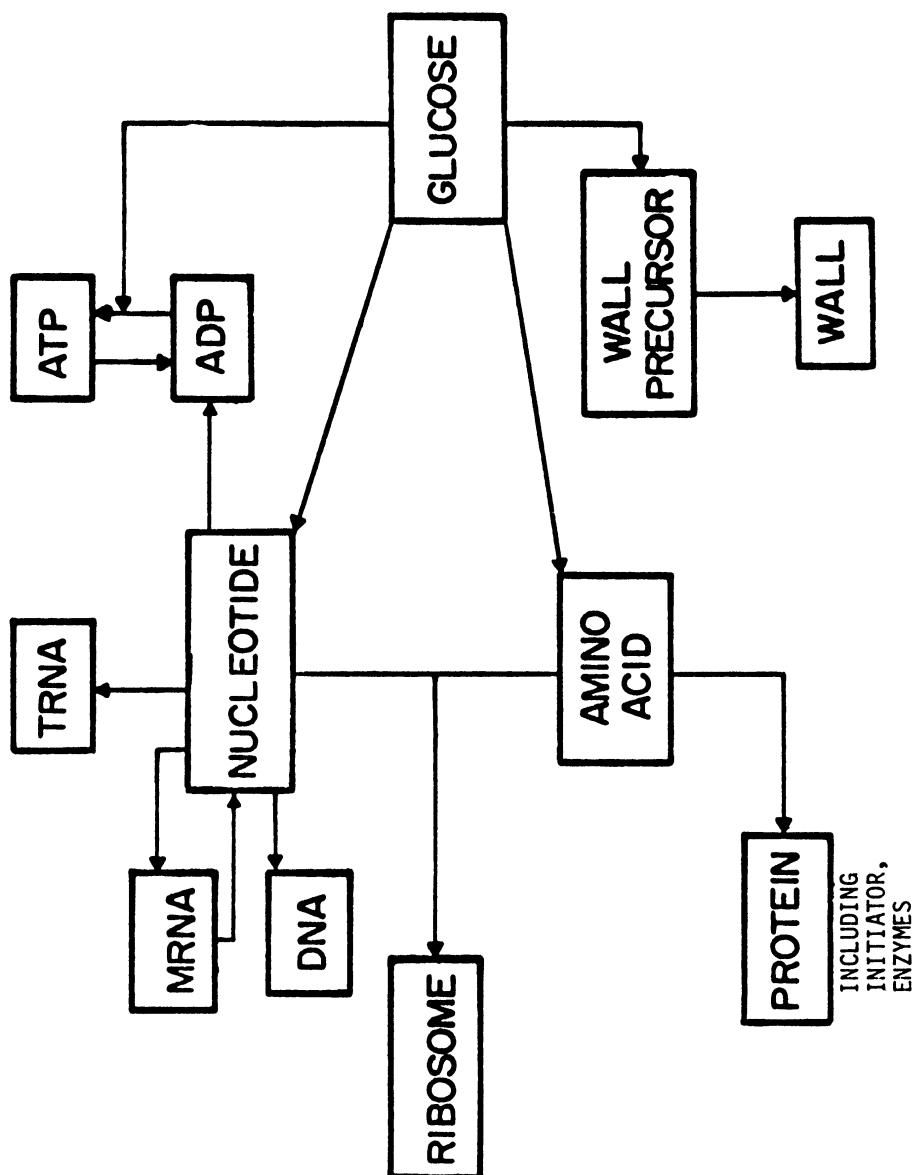 GLUCOSE
ATP
ADP
WALL
PRECURSOR
WALL
TRNA
NUCLEOTIDE
AMINO
ACID
MRNA
DNA
RIBOSOME
PROTEIN
INCLUDING
INITIATOR,
ENZYMES